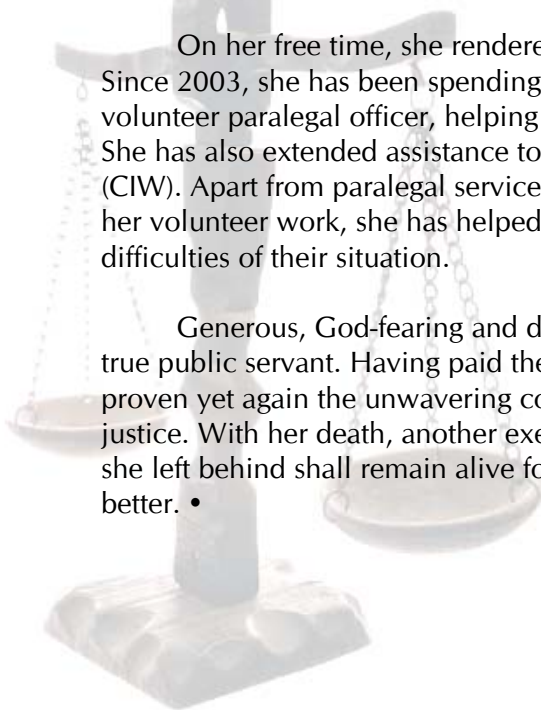 On her free time, she rendere
Since 2003, she has been spending
volunteer paralegal officer, helping
She has also extended assistance to
(CIW). Apart from paralegal service
her volunteer work, she has helped
difficulties of their situation.
Generous, God-fearing and d
true public servant. Having paid the
proven yet again the unwavering co
justice. With her death, another exe
she left behind shall remain alive fo
better. •